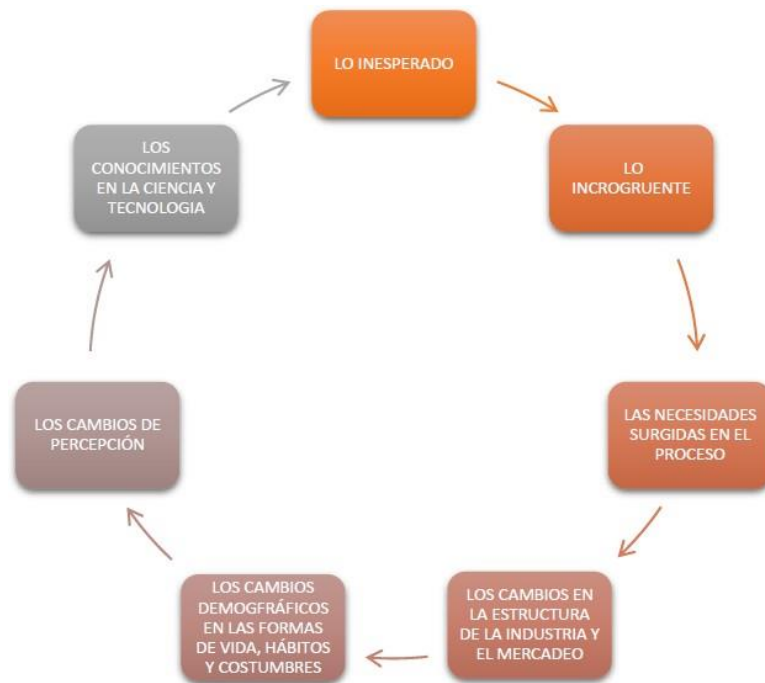 LO INESPERADO
LO
INCROGRUENTE
LAS NECESIDADES
SURGIDAS EN EL
PROCESO
LOS CAMBIOS EN
LA ESTRUCTURA
DE LA INDUSTRIA Y
EL MERCADEO
LOS CAMBIOS
DEMOGFRÁFICOS
EN LAS FORMAS
DE VIDA, HÁBITOS
Y COSTUMBRES
LOS CAMBIOS DE
PERCEPCIÓN
LOS
CONOCIMIENTOS
EN LA CIENCIA Y
TECNOLOGIA